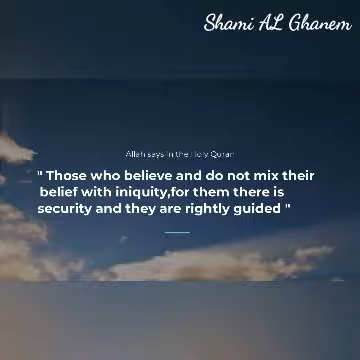 Shami AL Ghanem
Allah says in the Holy Quran
" Those who believe and do not mix their
belief with iniquity,for them there is
security and they are rightly guided "